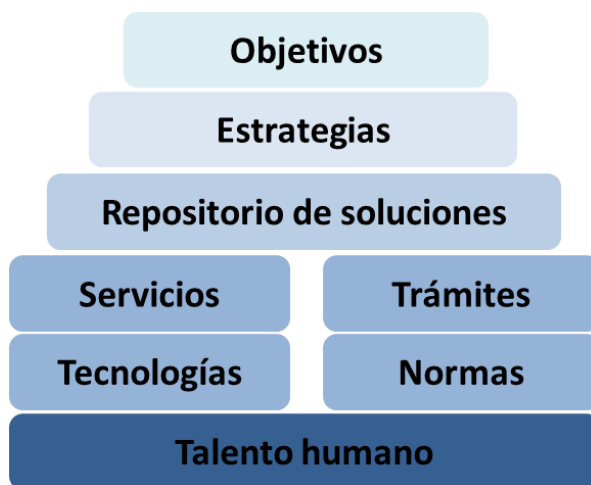 Objetivos
Estrategias
Repositorio de soluciones
Servicios
Trámites
Tecnologías
Normas
Talento humano